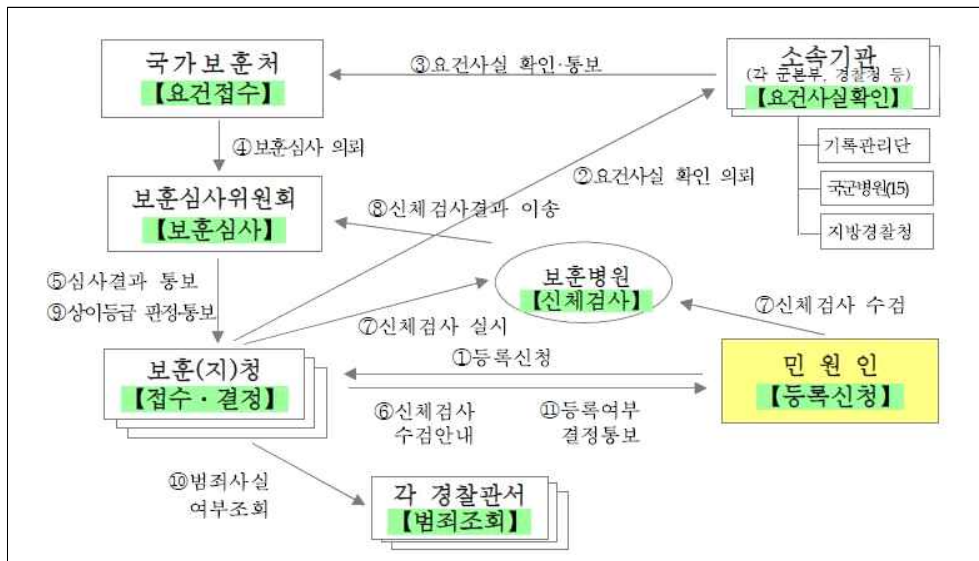 국가보훈처
【요건접수】
③요건사실 확인·통보
소속기관
(각 군본부, 경찰청 등)
【요건사실확인】
기록관리단
국군병원(15)
지방경찰청
④보훈심사 의뢰
②요건사실 확인 의뢰
보훈심사위원회
【보훈심사】
⑧신체검사결과 이송
⑤심사결과 통보
⑨상이등급 판정·통보
보훈병원
【신체검사】
⑦신체검사 실시
⑦신체검사 수검
보훈(지)청
【접수·결정】
①등록신청
민 원 인
【등록신청】
⑥신체검사
수검안내
⑪등록여부
결정통보
⑩범죄사실
여부조회
각 경찰관서
【범죄조회】